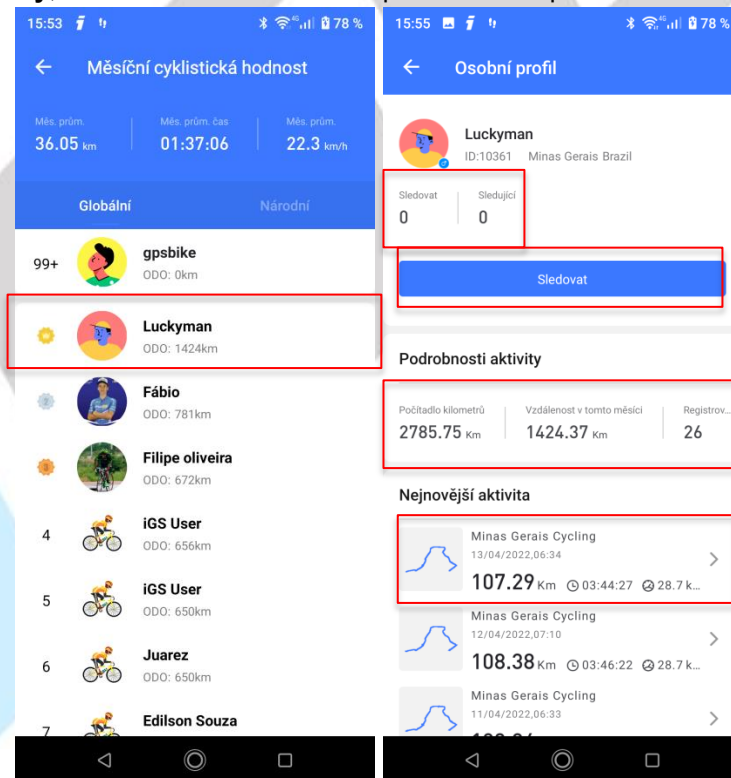 15:53
78 %
Měsíční cyklistická hodnost
Měs. prům.
Měs. prům. čas
Měs. prům.
36.05 km
01:37:06
22.3 km/h
Globální
Národní
99+
gpsbike
ODO: 0km
Luckyman
ODO: 1424km
2
Fábio
ODO: 781km
3
Filipe oliveira
ODO: 672km
4
iGS User
ODO: 656km
5
iGS User
ODO: 650km
6
Juarez
ODO: 650km
7
Edilson Souza
15:55
78 %
Osobní profil
Luckyman
ID:10361 Minas Gerais Brazil
Sledovat
Sledující
0
0
Sledovat
Podrobnosti aktivity
Počítadlo kilometrů
Vzdálenost v tomto měsíci
Registrov...
2785.75 Km
1424.37 Km
26
Nejnovější aktivita
Minas Gerais Cycling
13/04/2022,06:34
107.29 Km 03:44:27 28.7 k...
Minas Gerais Cycling
12/04/2022,07:10
108.38 Km 03:46:22 28.7 k...
Minas Gerais Cycling
11/04/2022,06:33